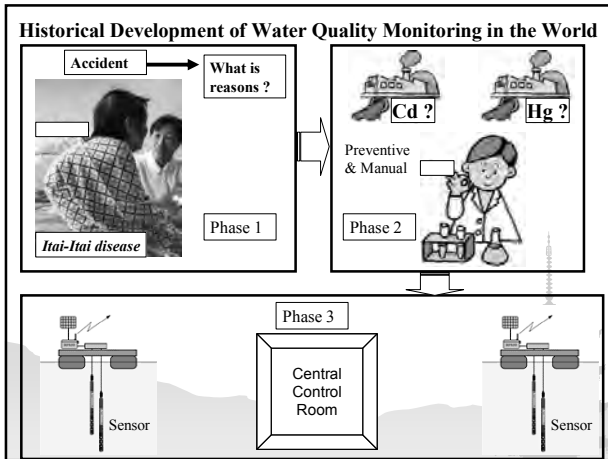 Historical Development of Water Quality Monitoring in the World
Accident
What is
reasons ?
Itai-Itai disease
Phase 1
Cd ?
Hg ?
Preventive
& Manual
Phase 2
Phase 3
Sensor
Central
Control
Room
Sensor